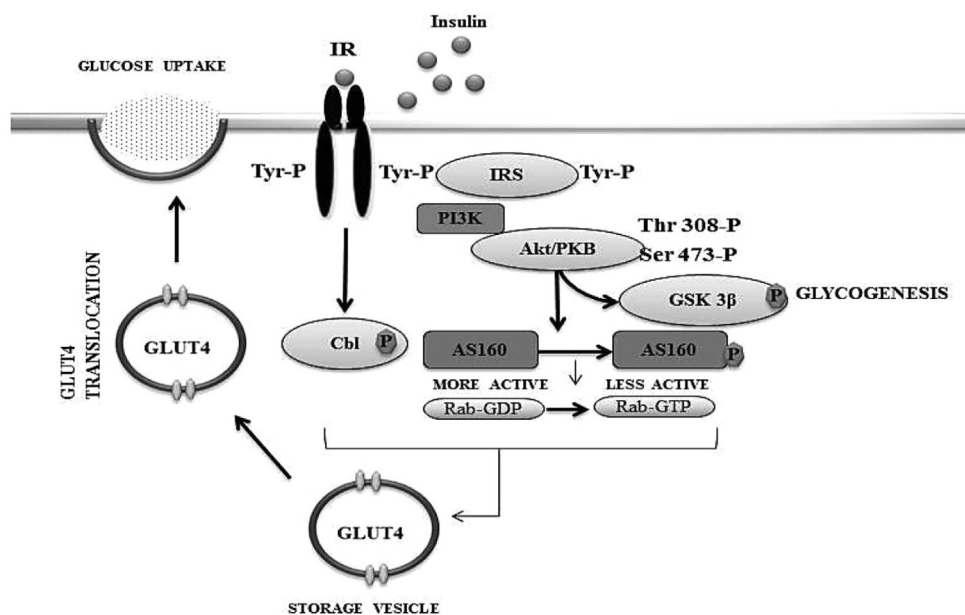 Insulin
IR
GLUCOSE UPTAKE
Tyr-P
Tyr-P
IRS
Tyr-P
PI3K
Thr 308-P
Akt/PKB
Ser 473-P
GSK 3β
P
GLYCOGENESIS
GLUT4
TRANSLOCATION
GLUT4
Cbl
P
AS160
AS160
P
MORE ACTIVE
LESS ACTIVE
Rab-GDP
Rab-GTP
GLUT4
STORAGE VESICLE